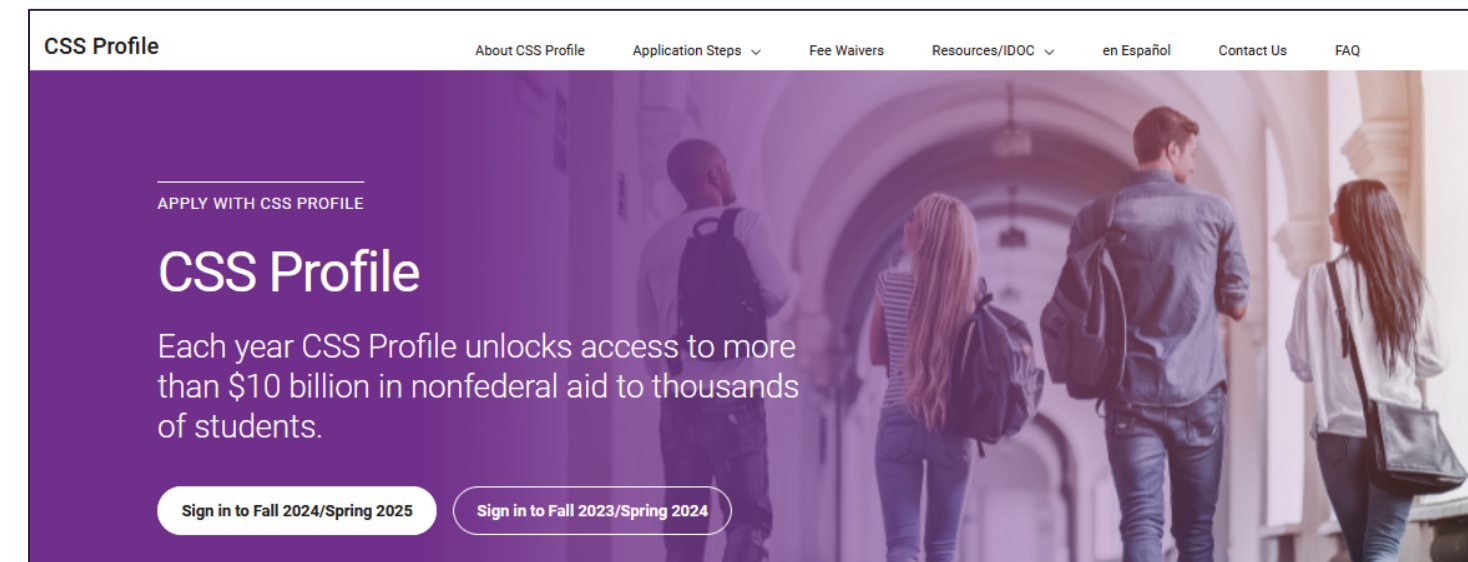 CSS Profile
About CSS Profile
Application Steps
Fee Waivers
Resources/IDOC
en Español
Contact Us
FAQ
APPLY WITH CSS PROFILE
CSS Profile
Each year CSS Profile unlocks access to more
than $10 billion in nonfederal aid to thousands
of students.
Sign in to Fall 2024/Spring 2025
Sign in to Fall 2023/Spring 2024